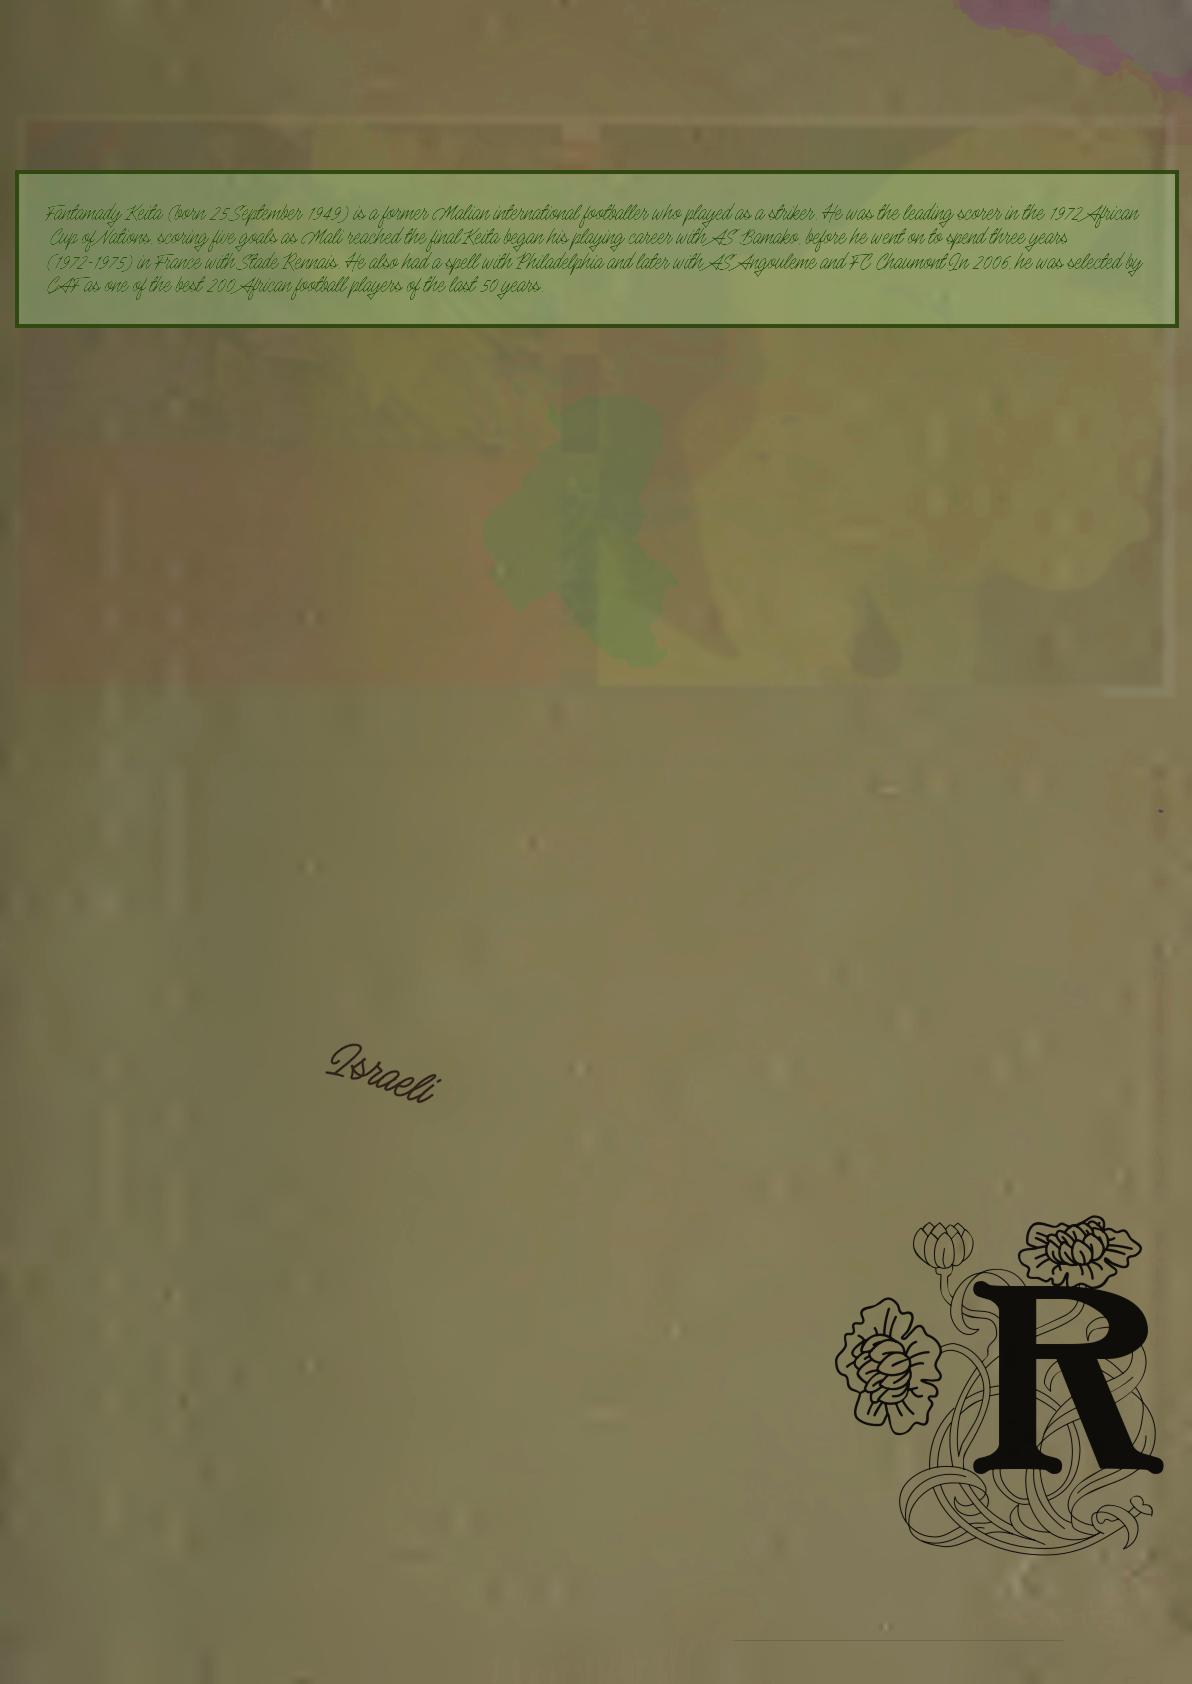 Fantamady Keita (born 25 September 1949) is a former Malian international footballer who played as a striker. He was the leading scorer in the 1972 African
Cup of Nations, scoring five goals as Mali reached the final.Keita began his playing career with AS Bamako, before he went on to spend three years
(1972-1975) in France with Stade Rennais. He also had a spell with Philadelphia and later with AS Angouleme and FC Chaumont.In 2006, he was selected by
CAF as one of the best 200 African football players of the last 50 years.
Israeli
R